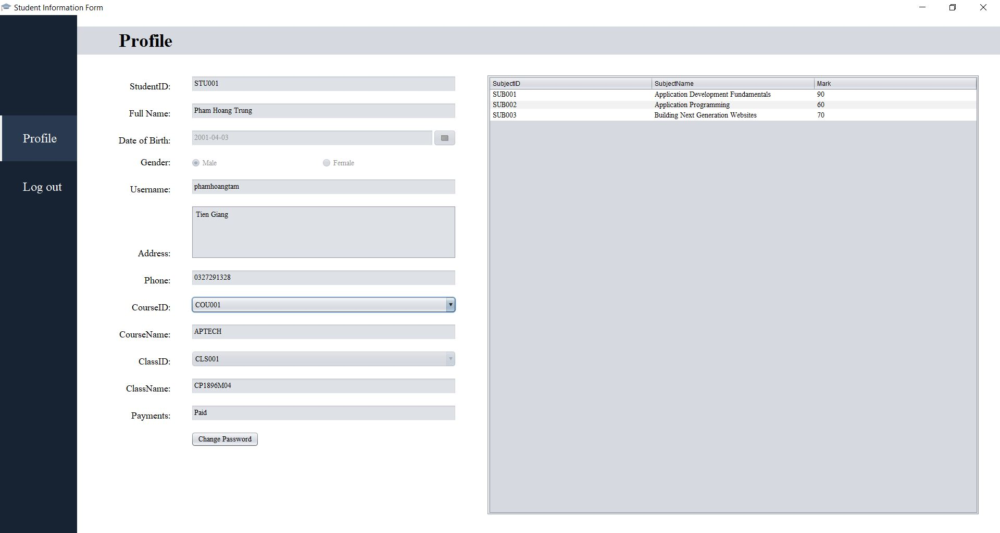 Student Information Form
Profile
Profile
Log out
StudentID: STU001
Full Name: Pham Hoang Trung
Date of Birth: 2001-04-03
Gender: Male Female
Username: phamhoangtam
Address: Tien Giang
Phone: 0327291328
CourseID: COU001
CourseName: APTECH
ClassID: CLS001
ClassName: CP1896M04
Payments: Paid
Change Password
SubjectID SubjectName Mark
SUB001 Application Development Fundamentals 90
SUB002 Application Programming 60
SUB003 Building Next Generation Websites 70